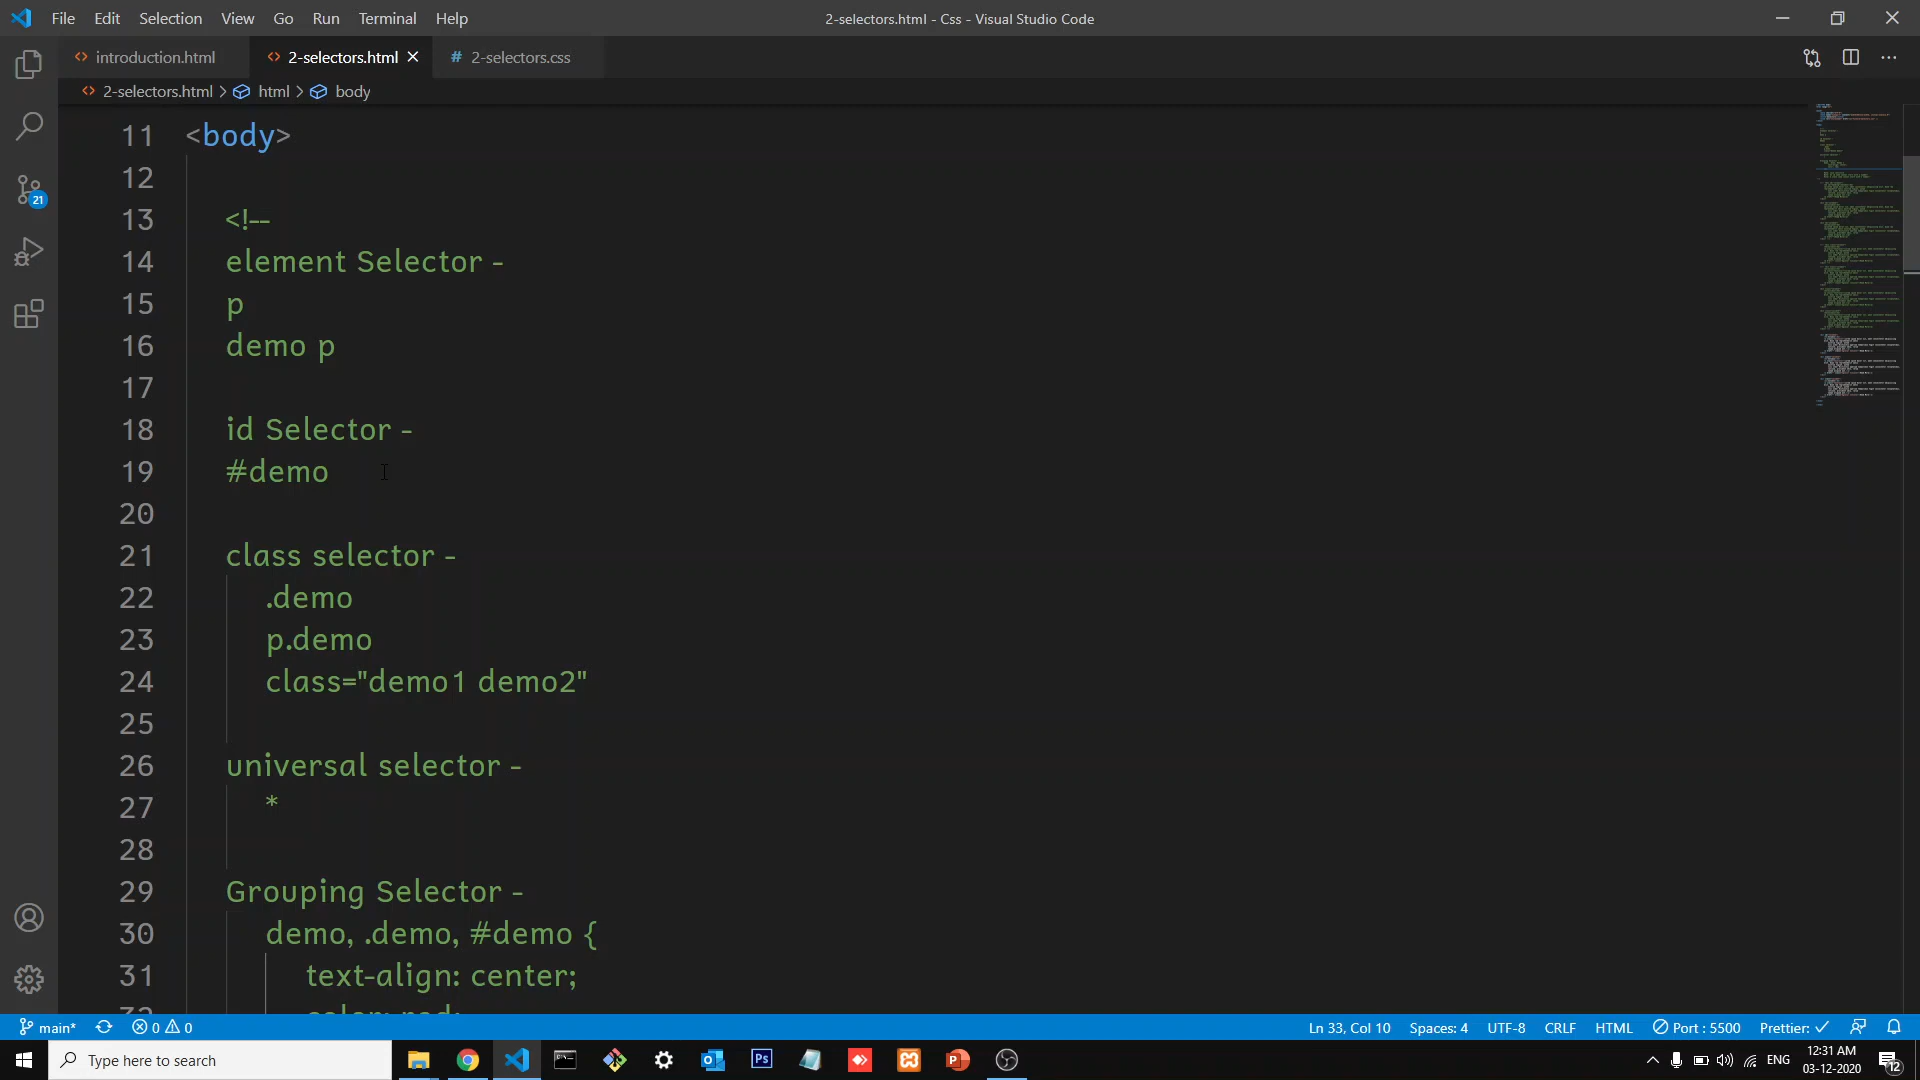 File Edit Selection View Go Run Terminal Help
2-selectors.html - Css - Visual Studio Code
introduction.html
2-selectors.html
# 2-selectors.css
2-selectors.html > html > body
11 <body>
12
13 <!--
14 element Selector -
15 p
16 demo p
17
18 id Selector -
19 #demo
20
21 class selector -
22 .demo
23 p.demo
24 class="demo1 demo2"
25
26 universal selector -
27 *
28
29 Grouping Selector -
30 demo, .demo, #demo {
31 text-align: center;
21
main*
0 0
Ln 33, Col 10
Spaces: 4
UTF-8
CRLF
HTML
Port : 5500
Prettier: ✓
Type here to search
Ps
ENG
12:31 AM
03-12-2020
12